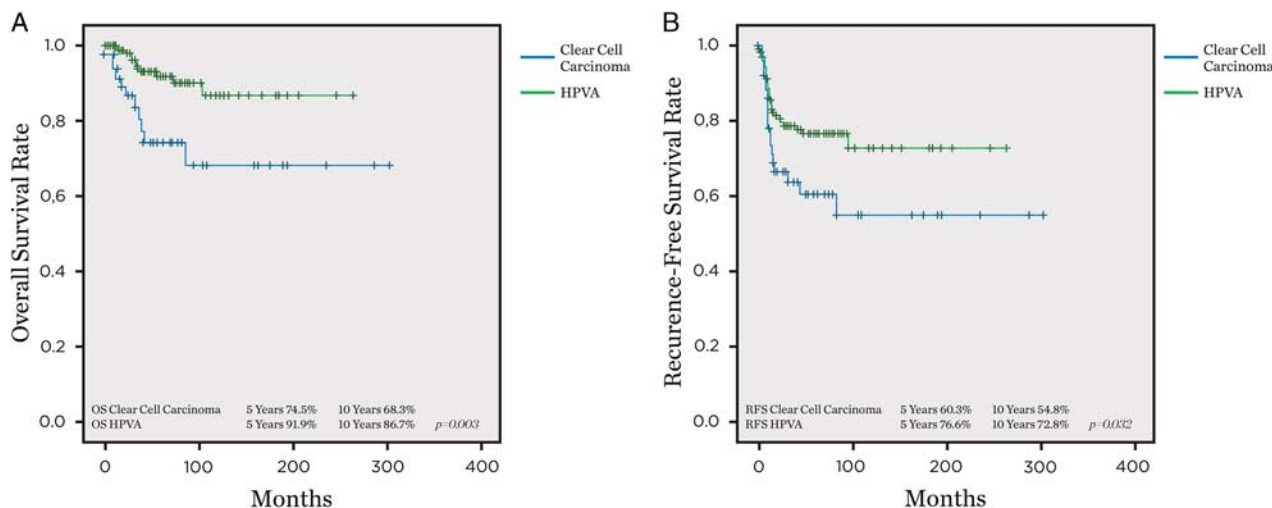 A
Overall Survival Rate
1.0
0.8
0.6
0.4
0.2
0.0
Clear Cell
Carcinoma
HPVA
OS Clear Cell Carcinoma 5 Years 74.5% 10 Years 68.3%
OS HPVA 5 Years 91.9% 10 Years 86.7% p=0.003
0 100 200 300 400
Months
B
Recurence-Free Survival Rate
1.0
0.8
0.6
0.4
0.2
0.0
Clear Cell
Carcinoma
HPVA
RFS Clear Cell Carcinoma 5 Years 60.3% 10 Years 54.8%
RFS HPVA 5 Years 76.6% 10 Years 72.8% p=0.032
0 100 200 300 400
Months